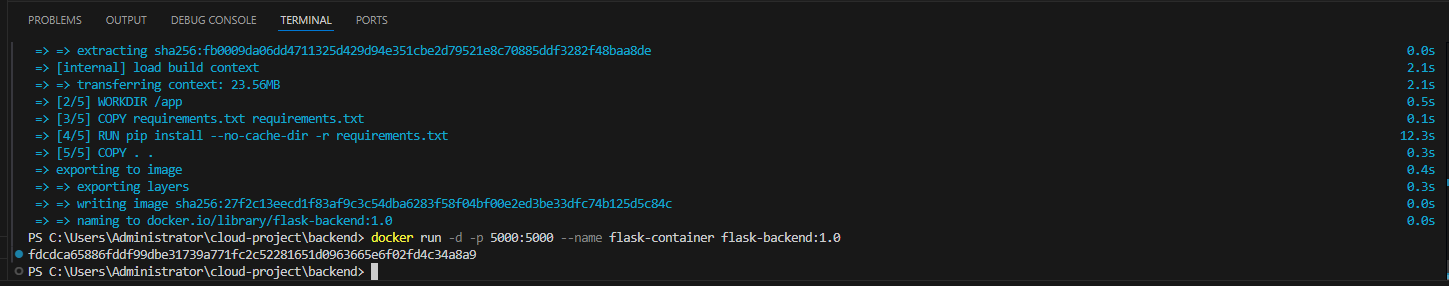 PROBLEMS OUTPUT DEBUG CONSOLE TERMINAL PORTS
=> => extracting sha256:fb0009da06dd4711325d429d94e351cbe2d79521e8c70885ddf3282f48baa8de 0.0s
=> [internal] load build context 2.1s
=> => transferring context: 23.56MB 2.1s
=> [2/5] WORKDIR /app 0.5s
=> [3/5] COPY requirements.txt requirements.txt 0.1s
=> [4/5] RUN pip install --no-cache-dir -r requirements.txt 12.3s
=> [5/5] COPY . . 0.3s
=> exporting to image 0.4s
=> => exporting layers 0.3s
=> => writing image sha256:27f2c13eecd1f83af9c3c54dba6283f58f04bf00e2ed3be33dfc74b125d5c84c 0.0s
=> => naming to docker.io/library/flask-backend:1.0 0.0s
PS C:\Users\Administrator\cloud-project\backend> docker run -d -p 5000:5000 --name flask-container flask-backend:1.0
fdcdca65886fddf99dbe31739a771fc2c52281651d0963665e6f02fd4c34a8a9
PS C:\Users\Administrator\cloud-project\backend>